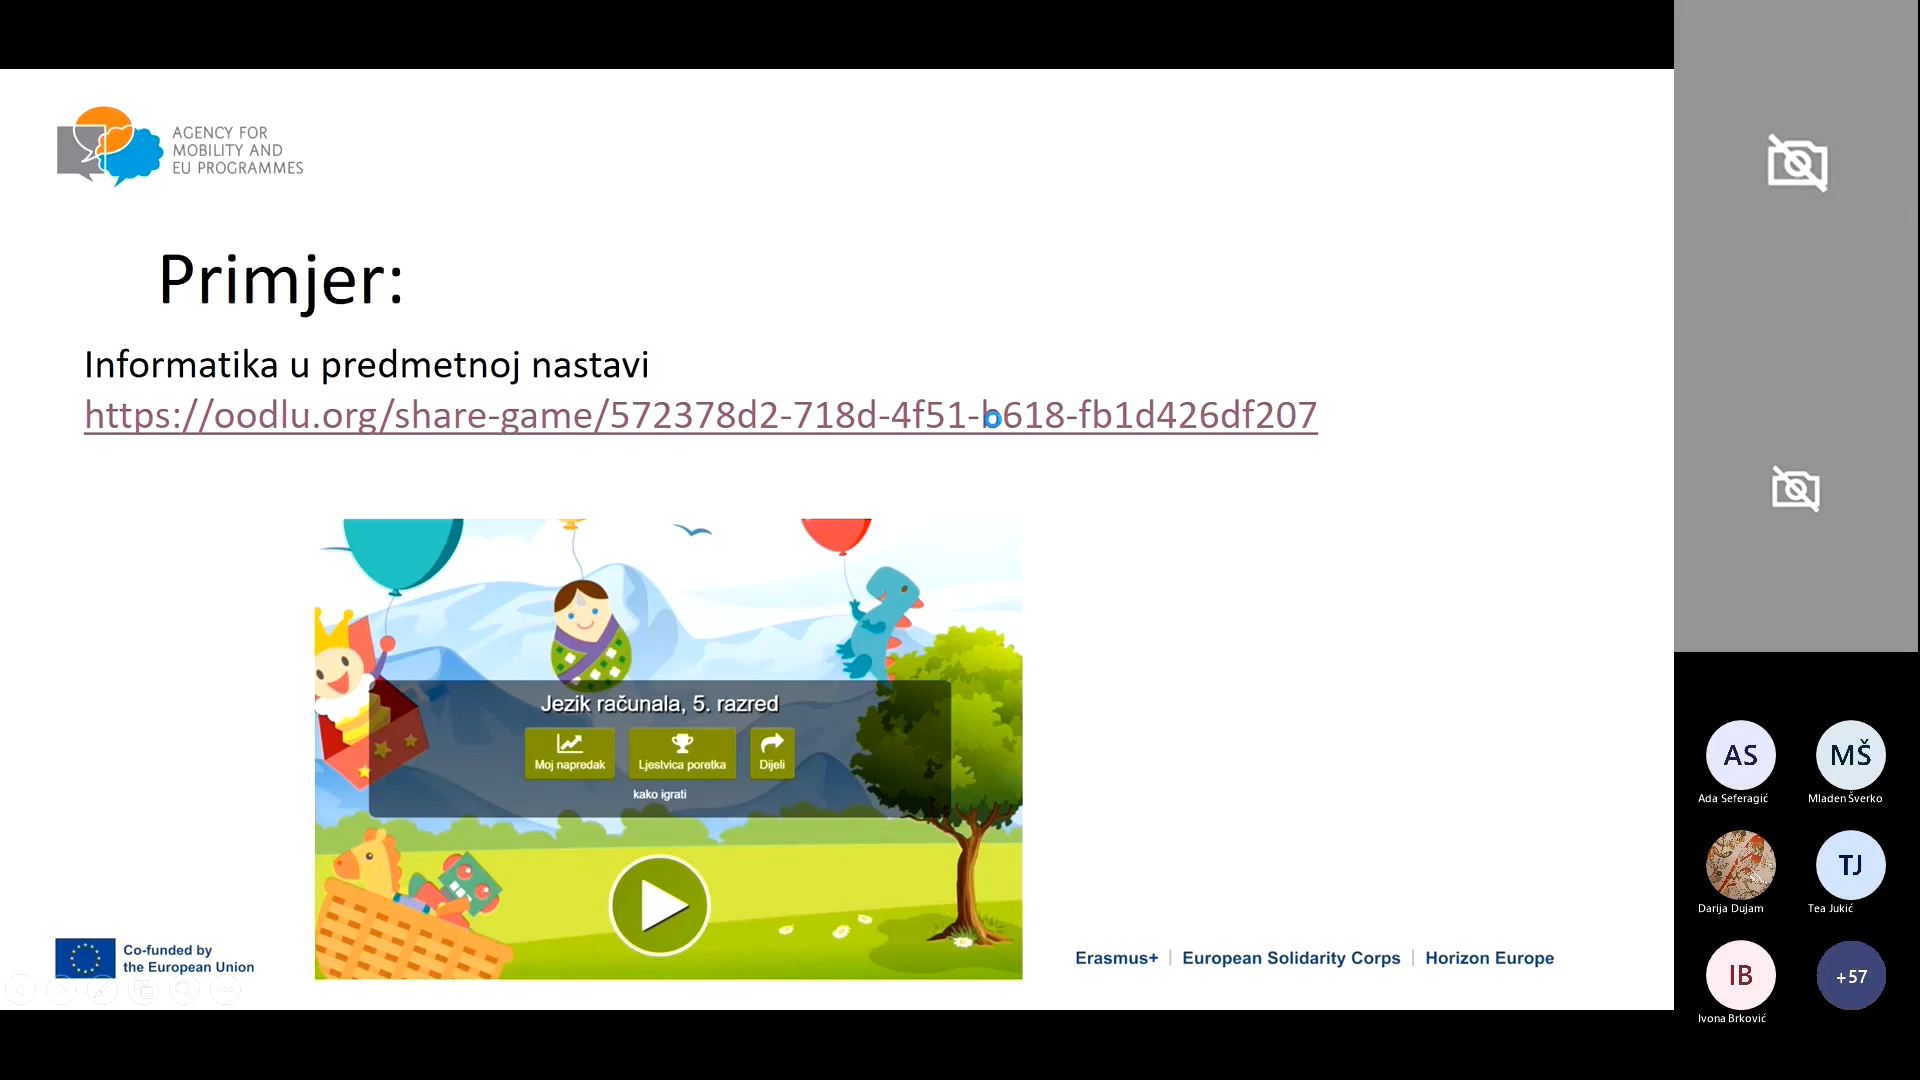 AGENCY FOR
MOBILITY AND
EU PROGRAMMES
Primjer:
Informatika u predmetnoj nastavi
https://oodlu.org/share-game/572378d2-718d-4f51-b618-fb1d426df207
Jezik računala, 5. razred
Moj napredak
Ljestvica poretka
Dijeli
kako igrati
Co-funded by
the European Union
Erasmus+ | European Solidarity Corps | Horizon Europe
AS
MŠ
Ada Seferagić
Mladen Šverko
TJ
Darija Dujam
Tea Jukić
IB
+57
Ivona Brković